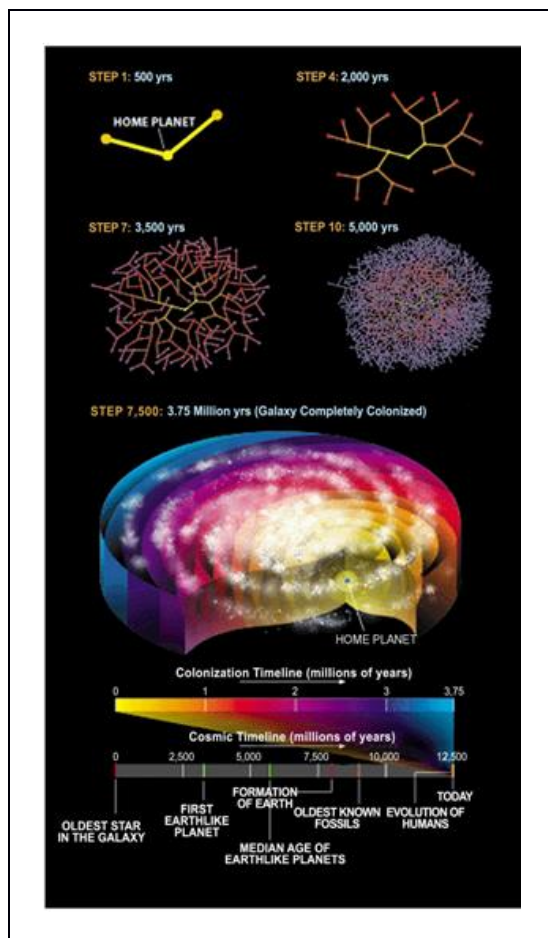 STEP 1: 500 yrs
HOME PLANET
STEP 4: 2,000 yrs
STEP 7: 3,500 yrs
STEP 10: 5,000 yrs
STEP 7,500: 3.75 Million yrs (Galaxy Completely Colonized)
HOME PLANET
Colonization Timeline (millions of years)
0 1 2 3 3.75
Cosmic Timeline (millions of years)
0 2,500 5,000 7,500 10,000 12,500
OLDEST STAR
IN THE GALAXY
FIRST
EARTHLIKE
PLANET
MEDIAN AGE OF
EARTHLIKE PLANETS
FORMATION
OF EARTH
OLDEST KNOWN
FOSSILS
EVOLUTION OF
HUMANS
TODAY